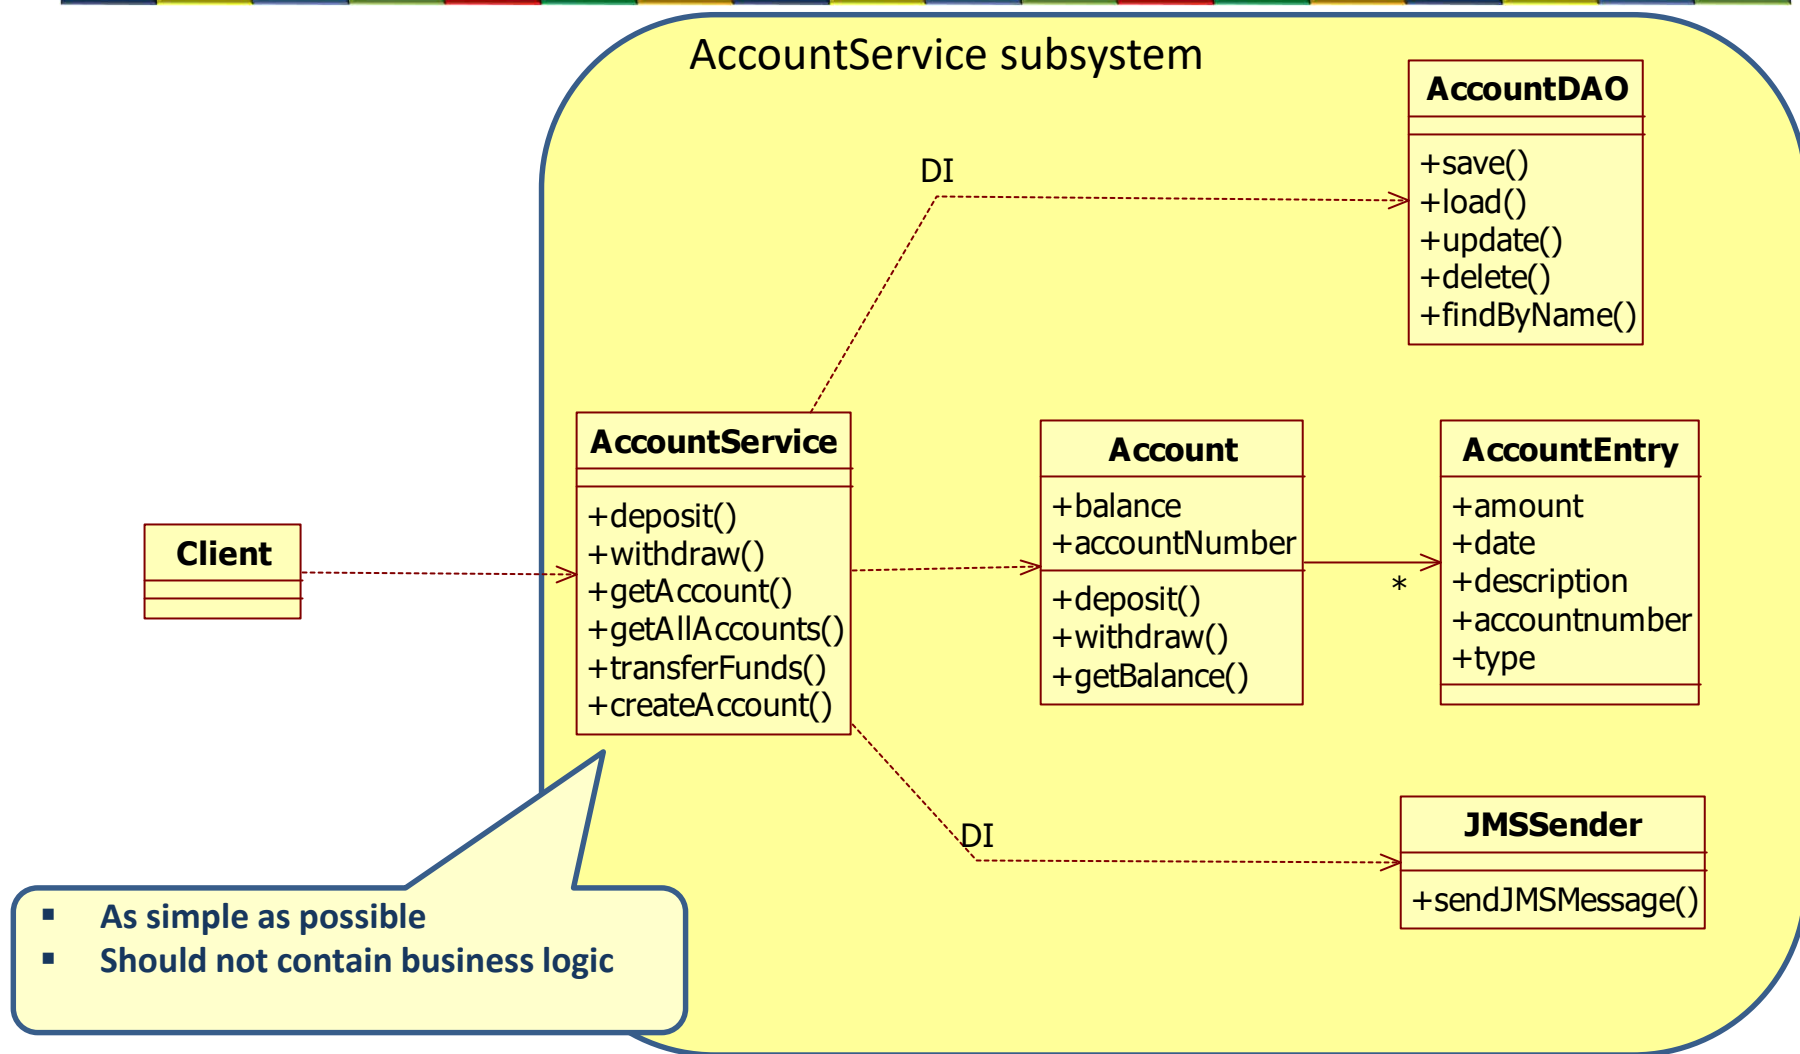 AccountService subsystem
AccountDAO
+save()
+load()
+update()
+delete()
+findByName()
DI
AccountService
+deposit()
+withdraw()
+getAccount()
+getAllAccounts()
+transferFunds()
+createAccount()
Account
+balance
+accountNumber
+deposit()
+withdraw()
+getBalance()
*
AccountEntry
+amount
+date
+description
+accountnumber
+type
Client
DI
JMSSender
+sendJMSMessage()
▪ As simple as possible
▪ Should not contain business logic